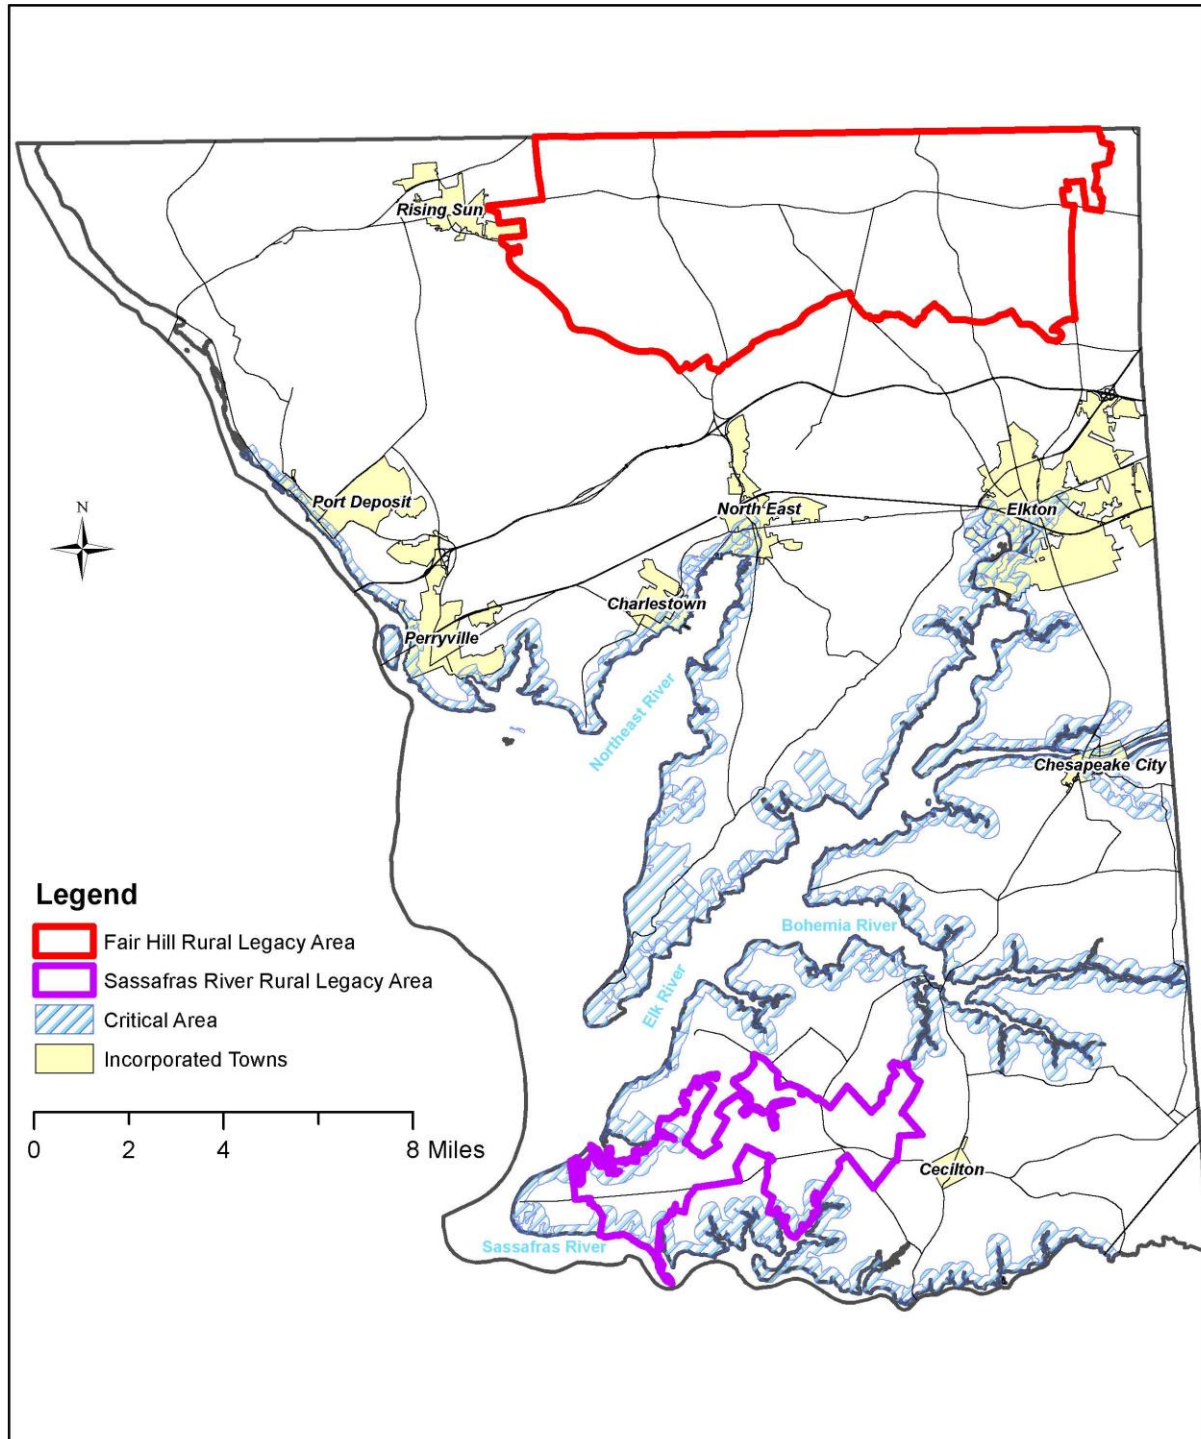 Rising Sun
N
Port Deposit
North East
Elkton
Charlestown
Perryville
Northeast River
Chesapeake City
Legend
Fair Hill Rural Legacy Area
Sassafras River Rural Legacy Area
Critical Area
Incorporated Towns
0 2 4 8 Miles
Bohemia River
Elk River
Cecilton
Sassafras River